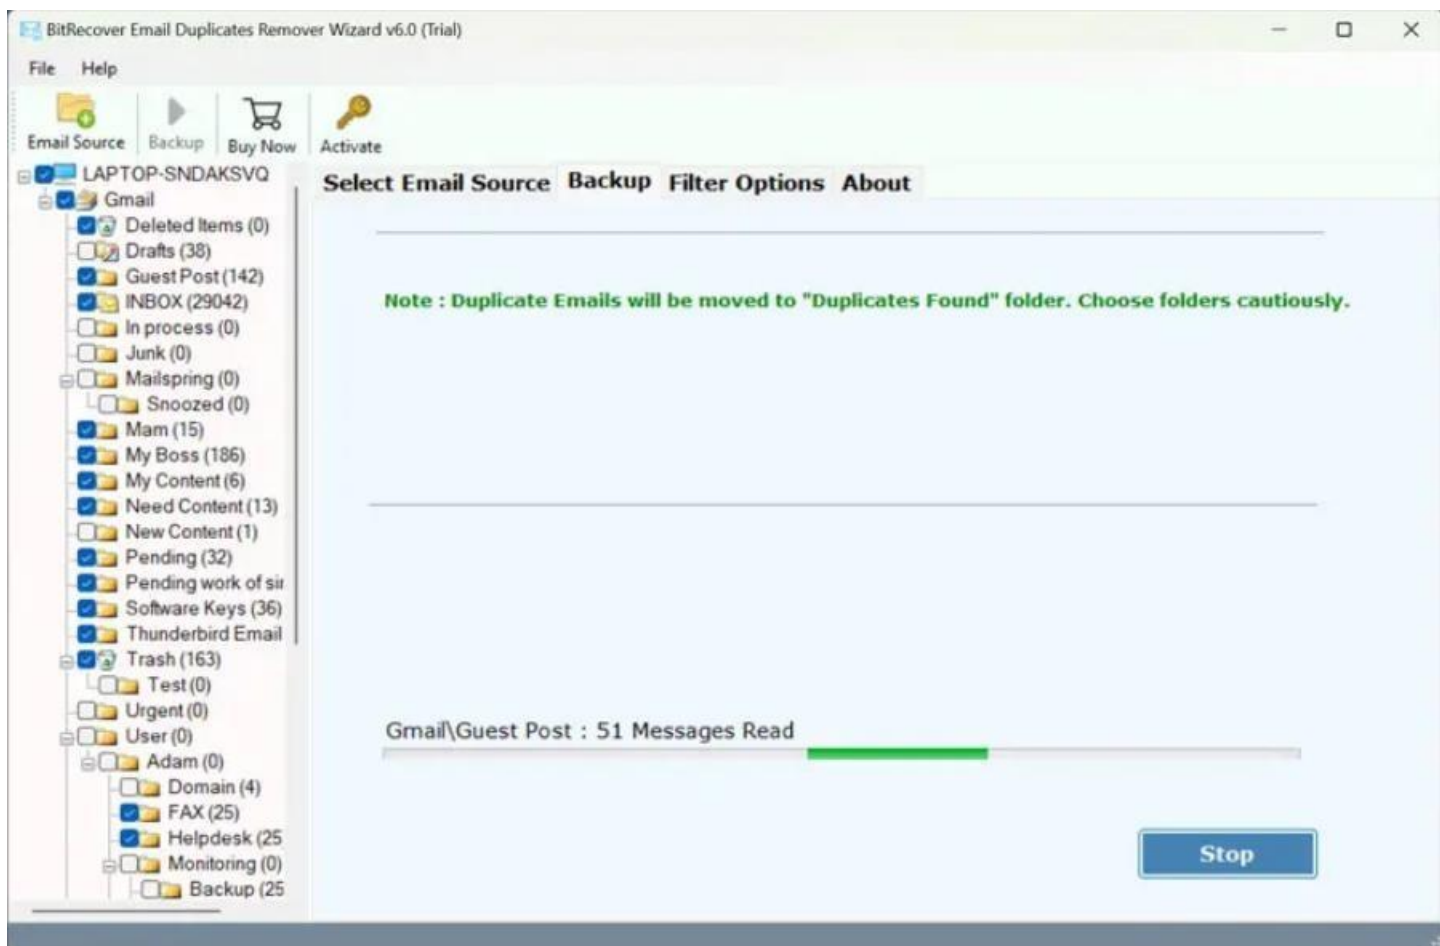 BitRecover Email Duplicates Remover Wizard v6.0 (Trial)
File Help
Email Source Backup Buy Now Activate
LAPTOP-SNDAKSVQ
Gmail
Deleted Items (0)
Drafts (38)
Guest Post (142)
INBOX (29042)
In process (0)
Junk (0)
Mailspring (0)
Snoozed (0)
Mam (15)
My Boss (186)
My Content (6)
Need Content (13)
New Content (1)
Pending (32)
Pending work of sir
Software Keys (36)
Thunderbird Email
Trash (163)
Test (0)
Urgent (0)
User (0)
Adam (0)
Domain (4)
FAX (25)
Helpdesk (25
Monitoring (0)
Backup (25
Select Email Source Backup Filter Options About
Note : Duplicate Emails will be moved to "Duplicates Found" folder. Choose folders cautiously.
Gmail\Guest Post : 51 Messages Read
Stop